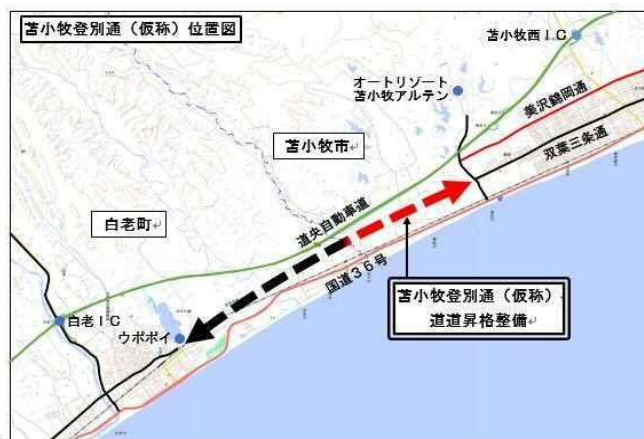 苫小牧登別通（仮称）位置図
苫小牧西ＩＣ
オートリゾート
苫小牧アルテン
美沢錦岡通
双葉三条通
苫小牧市
白老町
道央自動車道
国道３６号
苫小牧登別通（仮称）
道道昇格整備
白老ＩＣ
ウポポイ